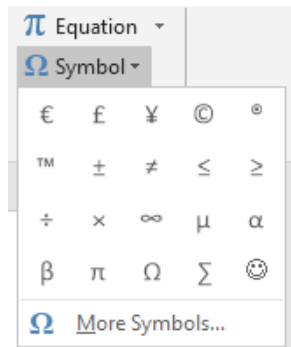 π Equation
Ω Symbol
€ £ ¥ © ®
™ ± ≠ ≤ ≥
÷ × ∞ µ α
β π Ω ∑ ☺
Ω More Symbols...